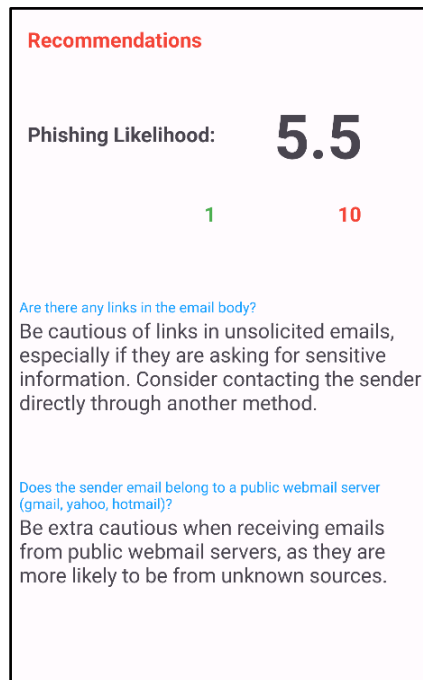 Recommendations
Phishing Likelihood: 5.5
1 10
Are there any links in the email body?
Be cautious of links in unsolicited emails,
especially if they are asking for sensitive
information. Consider contacting the sender
directly through another method.
Does the sender email belong to a public webmail server
(gmail, yahoo, hotmail)?
Be extra cautious when receiving emails
from public webmail servers, as they are
more likely to be from unknown sources.